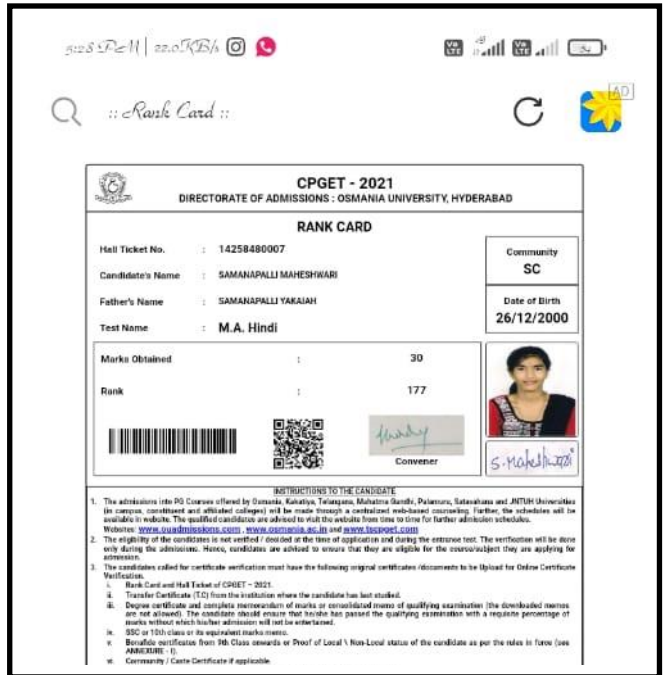 5:28 PM | 22.0KB/s
:: Rank Card ::
AD
CPGET - 2021
DIRECTORATE OF ADMISSIONS : OSMANIA UNIVERSITY, HYDERABAD
RANK CARD
Hall Ticket No. : 14258480007
Candidate's Name : SAMANAPALLI MAHESHWARI
Father's Name : SAMANAPALLI YAKAIAH
Test Name : M.A. Hindi
Community
SC
Date of Birth
26/12/2000
Marks Obtained : 30
Rank : 177
Convener
S. Maheshwari
INSTRUCTIONS TO THE CANDIDATE
1. The admissions into PG Courses offered by Osmania, Kakatiya, Telangana, Mahatma Gandhi, Palamuru, Satavahana and JNTUH Universities
(in campus, constituent and affiliated colleges) will be made through a centralized web-based counseling. Further, the schedules will be
available in website. The qualified candidates are advised to visit the website from time to time for further admission schedules.
Websites: www.ouadmissions.com, www.osmania.ac.in and www.tscpget.com
2. The eligibility of the candidates is not verified / decided at the time of application and during the entrance test. The verification will be done
only during the admissions. Hence, candidates are advised to ensure that they are eligible for the course/subject they are applying for
admission.
3. The candidates called for certificate verification must have the following original certificates /documents to be Upload for Online Certificate
Verification.
i. Rank Card and Hall Ticket of CPGET – 2021.
ii. Transfer Certificate (T.C) from the institution where the candidate has last studied.
iii. Degree certificate and complete memorandum of marks or consolidated memo of qualifying examination (the downloaded memos
are not allowed). The candidate should ensure that he/she has passed the qualifying examination with a requisite percentage of
marks without which his/her admission will not be entertained.
iv. SSC or 10th class or its equivalent marks memo.
v. Bonafide certificates from 9th Class onwards or Proof of Local \ Non-Local status of the candidate as per the rules in force (see
ANNEXURE - I).
vi. Community / Caste Certificate if applicable.